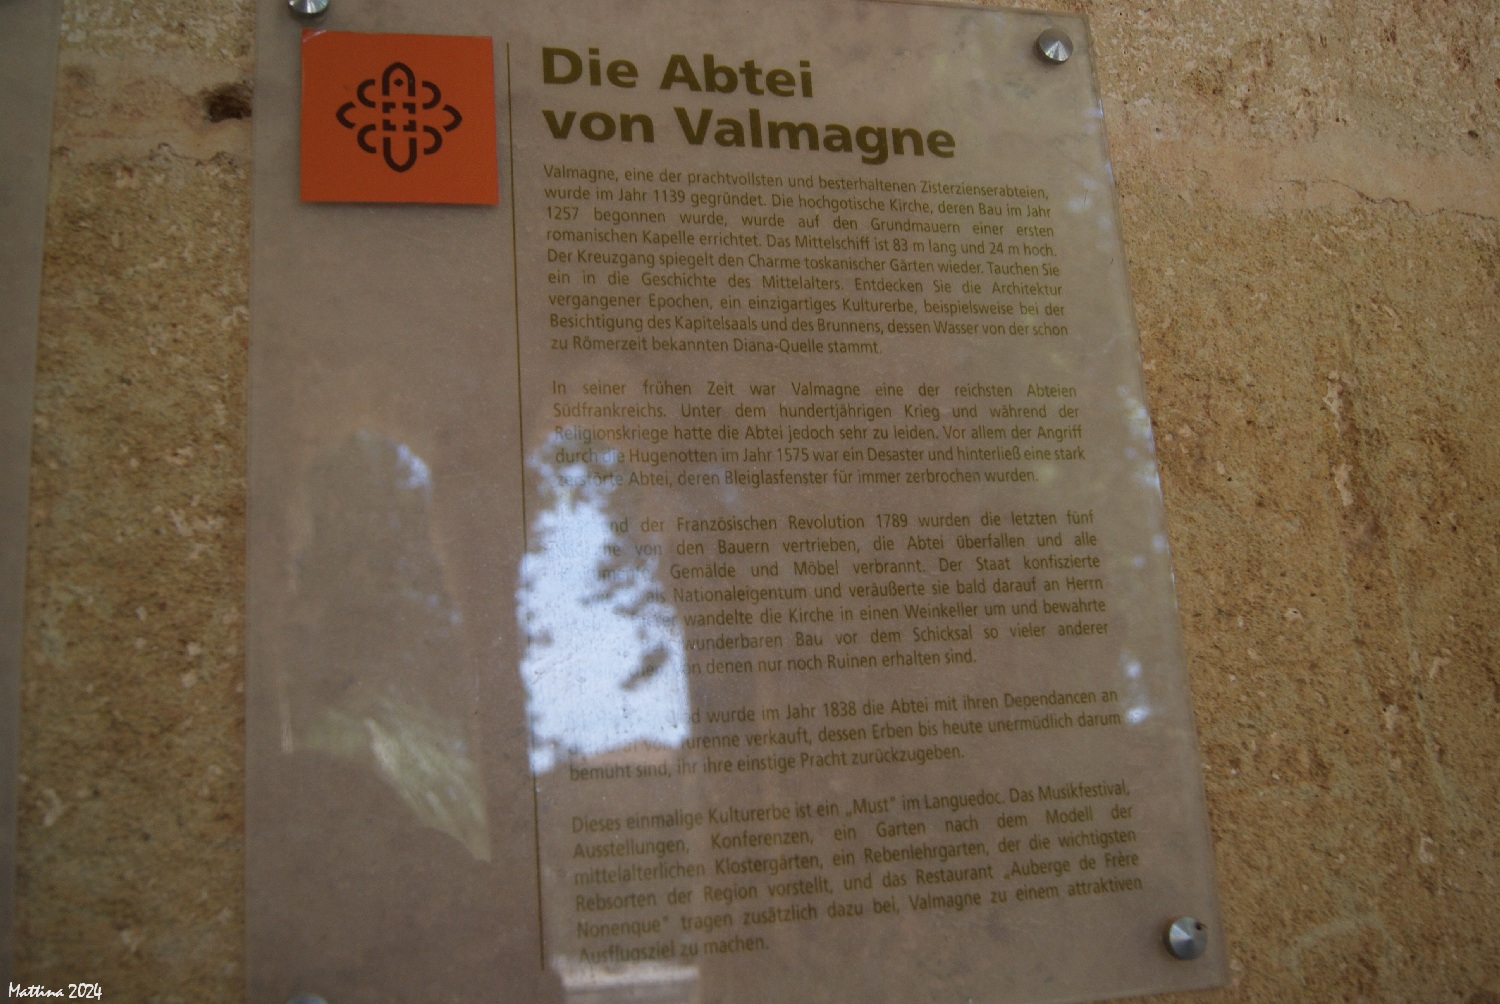 Die Abtei
von Valmagne
Valmagne, eine der prachtvollsten und besterhaltenen Zisterzienserabteien,
wurde im Jahr 1139 gegründet. Die hochgotische Kirche, deren Bau im Jahr
1257 begonnen wurde, wurde auf den Grundmauern einer ersten
romanischen Kapelle errichtet. Das Mittelschiff ist 83 m lang und 24 m hoch.
Der Kreuzgang spiegelt den Charme toskanischer Gärten wieder. Tauchen Sie
ein in die Geschichte des Mittelalters. Entdecken Sie die Architektur
vergangener Epochen, ein einzigartiges Kulturerbe, beispielsweise bei der
Besichtigung des Kapitelsaals und des Brunnens, dessen Wasser von der schon
zu Römerzeit bekannten Diana-Quelle stammt.
In seiner frühen Zeit war Valmagne eine der reichsten Abteien
Südfrankreichs. Unter dem hundertjährigen Krieg und während der
Religionskriege hatte die Abtei jedoch sehr zu leiden. Vor allem der Angriff
durch die Hugenotten im Jahr 1575 war ein Desaster und hinterließ eine stark
zerstörte Abtei, deren Bleiglasfenster für immer zerbrochen wurden.
der Französischen Revolution 1789 wurden die letzten fünf
von den Bauern vertrieben, die Abtei überfallen und alle
Gemälde und Möbel verbrannt. Der Staat konfiszierte
als Nationaleigentum und veräußerte sie bald darauf an Herrn
wandelte die Kirche in einen Weinkeller um und bewahrte
wunderbaren Bau vor dem Schicksal so vieler anderer
von denen nur noch Ruinen erhalten sind.
wurde im Jahr 1838 die Abtei mit ihren Dependancen an
verkauft, dessen Erben bis heute unermüdlich darum
bemüht sind, ihr ihre einstige Pracht zurückzugeben.
Dieses einmalige Kulturerbe ist ein „Must" im Languedoc. Das Musikfestival,
Ausstellungen, Konferenzen, ein Garten nach dem Modell der
mittelalterlichen Klostergärten, ein Rebenlehrgarten, der die wichtigsten
Rebsorten der Region vorstellt, und das Restaurant „Auberge de Frère
Nonenque" tragen zusätzlich dazu bei, Valmagne zu einem attraktiven
Ausflugsziel zu machen.
Mattina 2024